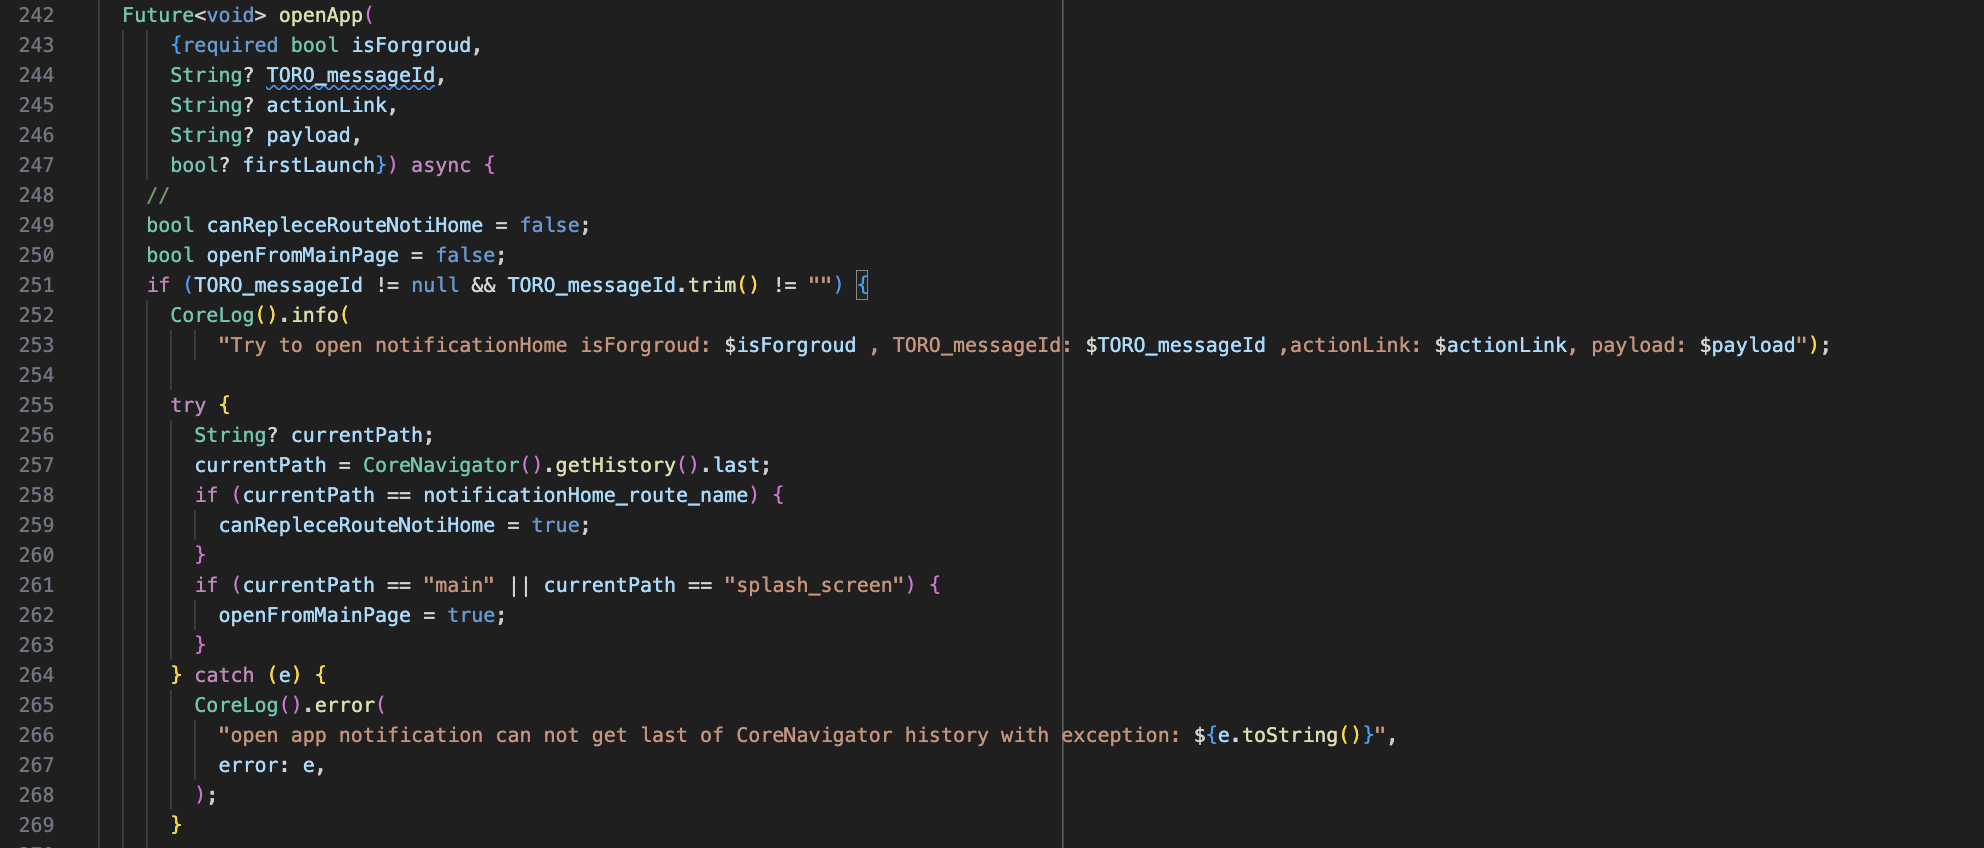 242 Future<void> openApp(
243 {required bool isForgroud,
244 String? TORO_messageId,
245 String? actionLink,
246 String? payload,
247 bool? firstLaunch}) async {
248 //
249 bool canRepleceRouteNotiHome = false;
250 bool openFromMainPage = false;
251 if (TORO_messageId != null && TORO_messageId.trim() != "") {
252 CoreLog().info(
253 "Try to open notificationHome isForgroud: $isForgroud , TORO_messageId: $TORO_messageId ,actionLink: $actionLink, payload: $payload");
254
255 try {
256 String? currentPath;
257 currentPath = CoreNavigator().getHistory().last;
258 if (currentPath == notificationHome_route_name) {
259 canRepleceRouteNotiHome = true;
260 }
261 if (currentPath == "main" || currentPath == "splash_screen") {
262 openFromMainPage = true;
263 }
264 } catch (e) {
265 CoreLog().error(
266 "open app notification can not get last of CoreNavigator history with exception: ${e.toString()}",
267 error: e,
268 );
269 }